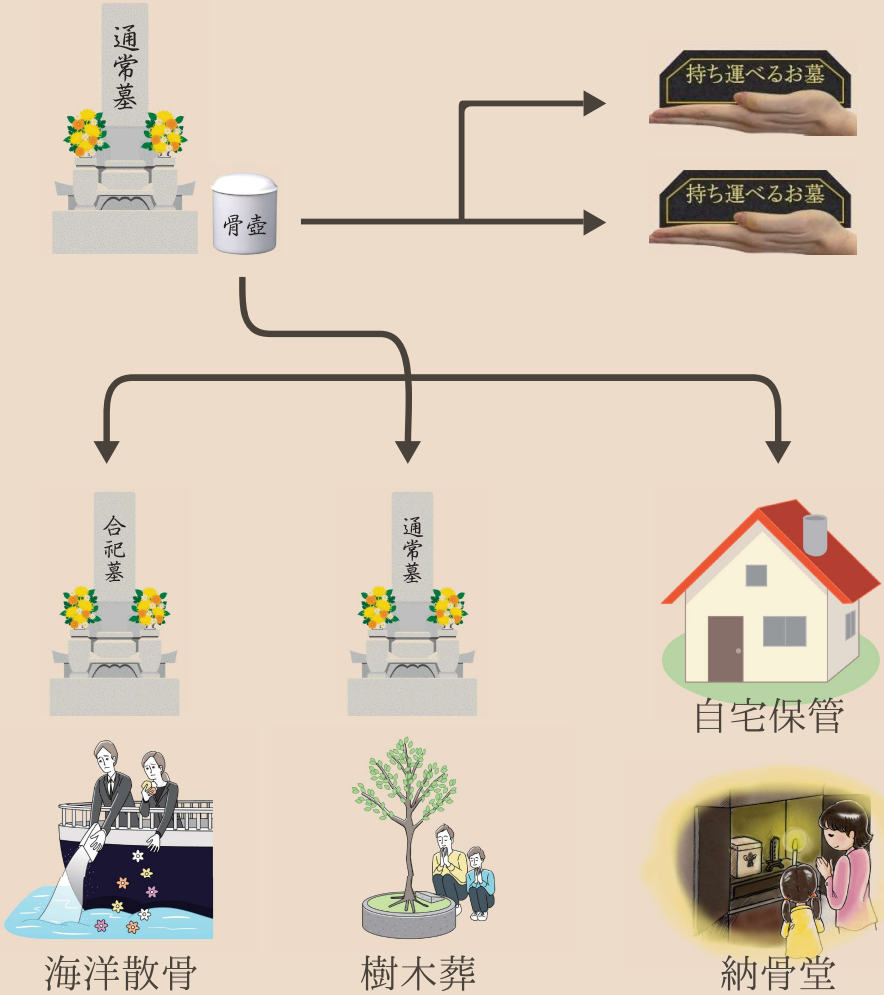 通常墓
骨壺
持ち運べるお墓
持ち運べるお墓
合祀墓
通常墓
自宅保管
海洋散骨
樹木葬
納骨堂